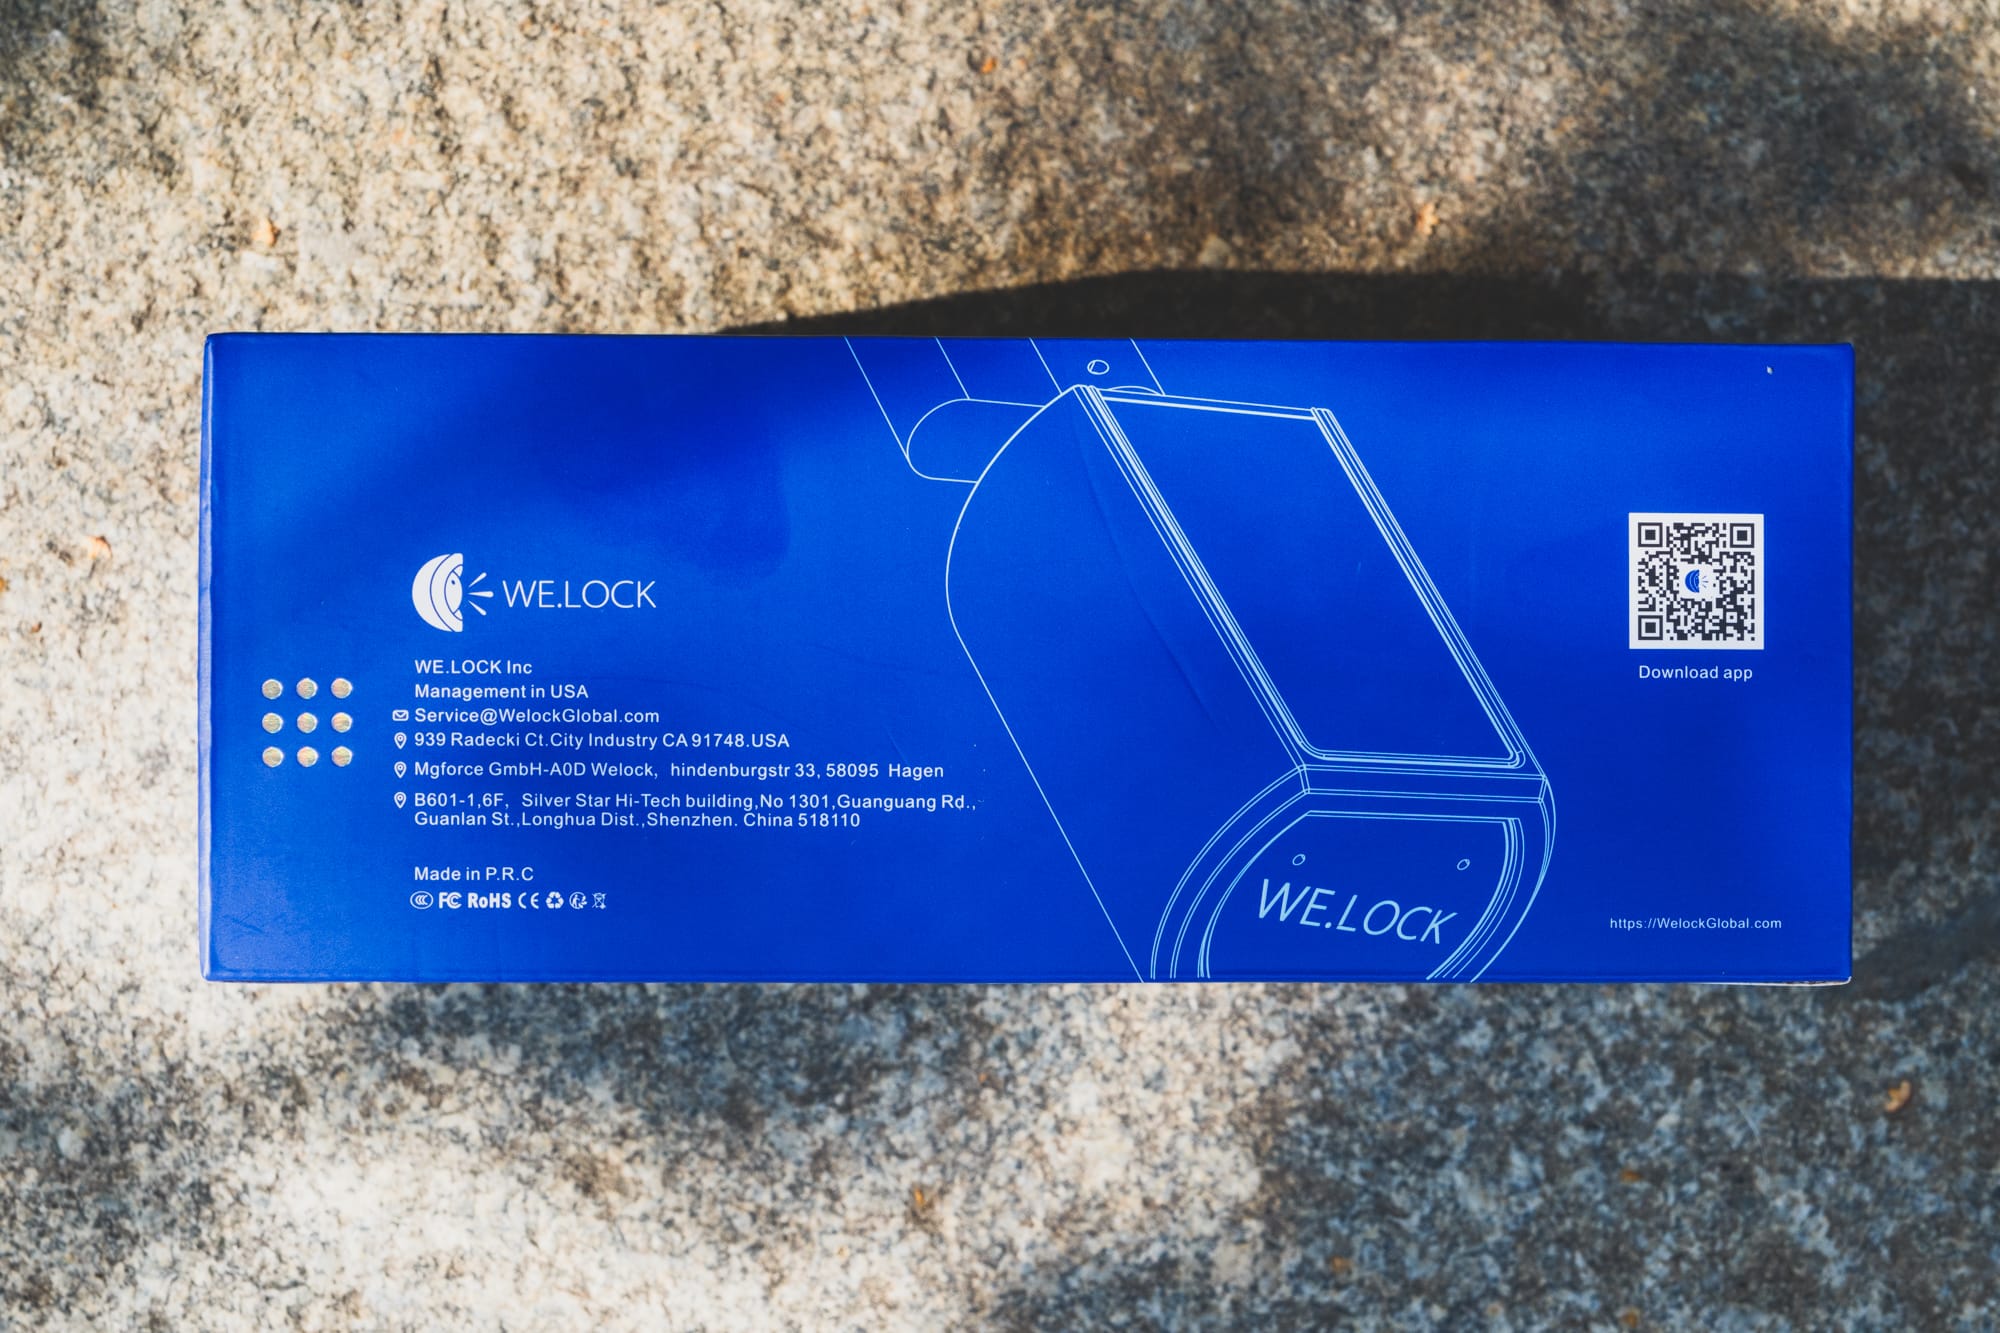 WE.LOCK
WE.LOCK Inc
Management in USA
Service@WelockGlobal.com
939 Radecki Ct.City Industry CA 91748.USA
Mgforce GmbH-A0D Welock, hindenburgstr 33, 58095 Hagen
B601-1,6F, Silver Star Hi-Tech building,No 1301,Guanguang Rd.,
Guanlan St.,Longhua Dist.,Shenzhen. China 518110
Made in P.R.C
CCC FC RoHS CE
WE.LOCK
Download app
https://WelockGlobal.com